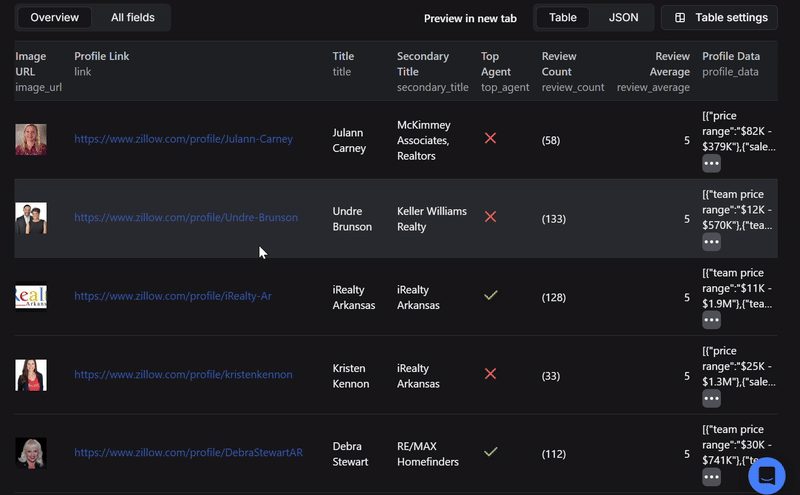 Overview
All fields
Preview in new tab
Table
JSON
Table settings
Image
URL
image_url
Profile Link
link
Title
title
Secondary
Title
secondary_title
Top
Agent
top_agent
Review
Count
review_count
Review
Average
review_average
Profile Data
profile_data
https://www.zillow.com/profile/Julann-Carney
Julann
Carney
McKimmey
Associates,
Realtors
(58)
5
[{"price
range":"$82K -
$379K"},{"sale...
https://www.zillow.com/profile/Undre-Brunson
Undre
Brunson
Keller Williams
Realty
(133)
5
[{"team price
range":"$12K -
$570K"},{"tea...
https://www.zillow.com/profile/iRealty-Ar
iRealty
Arkansas
iRealty
Arkansas
(128)
5
[{"team price
range":"$11K -
$1.9M"},{"tea...
https://www.zillow.com/profile/kristenkennon
Kristen
Kennon
iRealty
Arkansas
(33)
5
[{"price
range":"$25K -
$1.3M"},{"sale...
https://www.zillow.com/profile/DebraStewartAR
Debra
Stewart
RE/MAX
Homefinders
(112)
5
[{"team price
range":"$30K -
$741K"},{"te